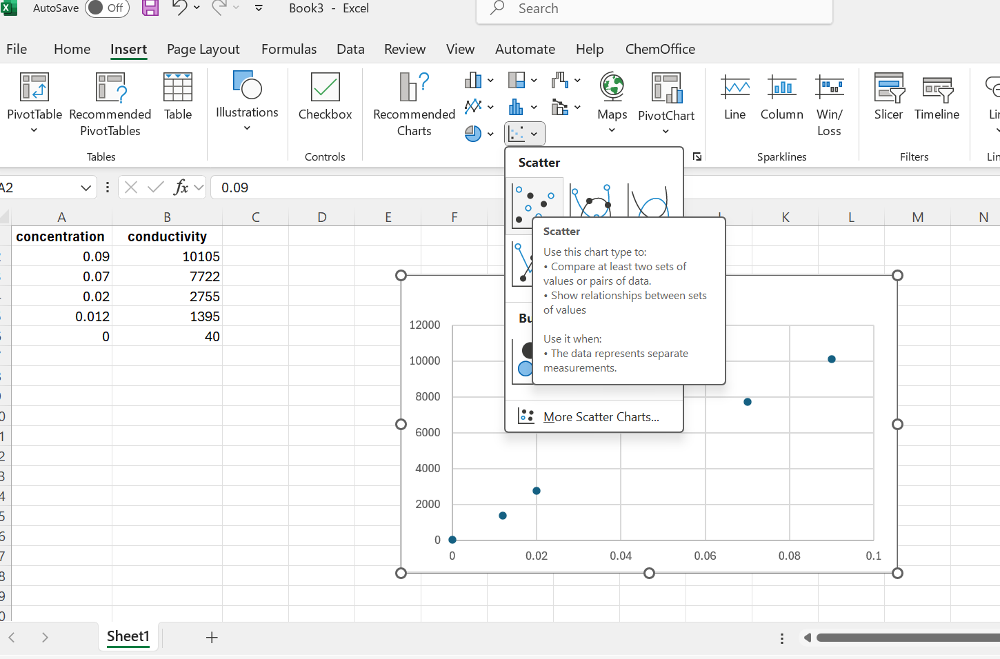 AutoSave Off Book3 - Excel Search
File Home Insert Page Layout Formulas Data Review View Automate Help ChemOffice
PivotTable
Recommended
PivotTables
Table
Tables
Illustrations
Checkbox
Controls
Recommended
Charts
Maps
PivotChart
Line
Column
Win/
Loss
Sparklines
Slicer
Timeline
Filters
A2 fx 0.09
A B C D E F K L M N
concentration conductivity
0.09 10105
0.07 7722
0.02 2755
0.012 1395
0 40
Scatter
Scatter
Use this chart type to:
• Compare at least two sets of
values or pairs of data.
• Show relationships between sets
of values
Use it when:
• The data represents separate
measurements.
More Scatter Charts...
12000
10000
8000
6000
4000
2000
0
0 0.02 0.04 0.06 0.08 0.1
Sheet1